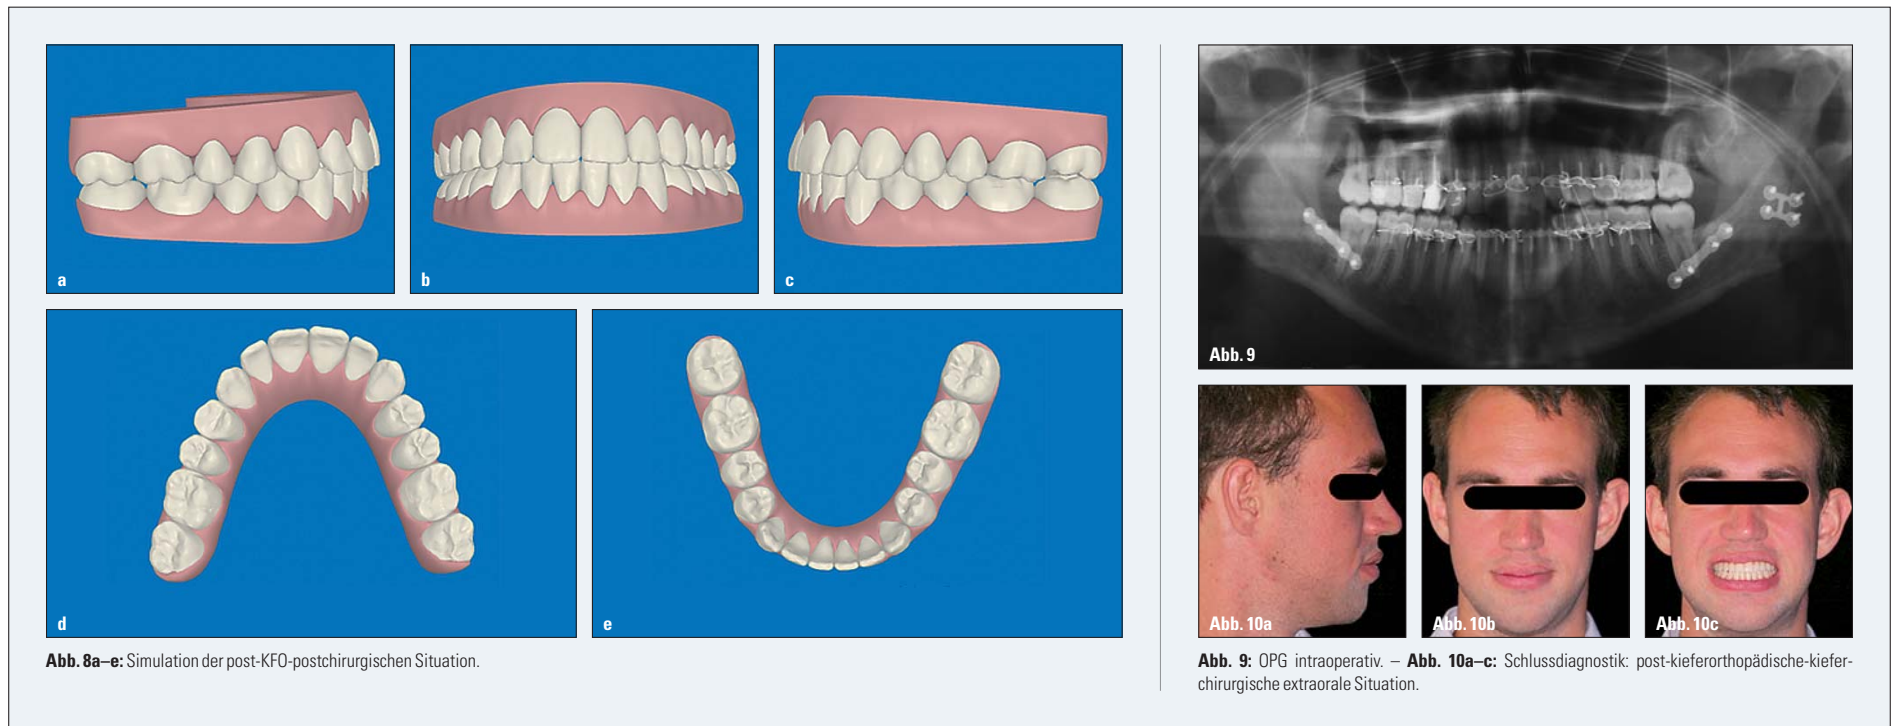 a
b
c
d
e
Abb. 8a–e: Simulation der post-KFO-postchirurgischen Situation.
Abb. 9
Abb. 10a
Abb. 10b
Abb. 10c
Abb. 9: OPG intraoperativ. – Abb. 10a–c: Schlussdiagnostik: post-kieferorthopädische-kiefer-
chirurgische extraorale Situation.